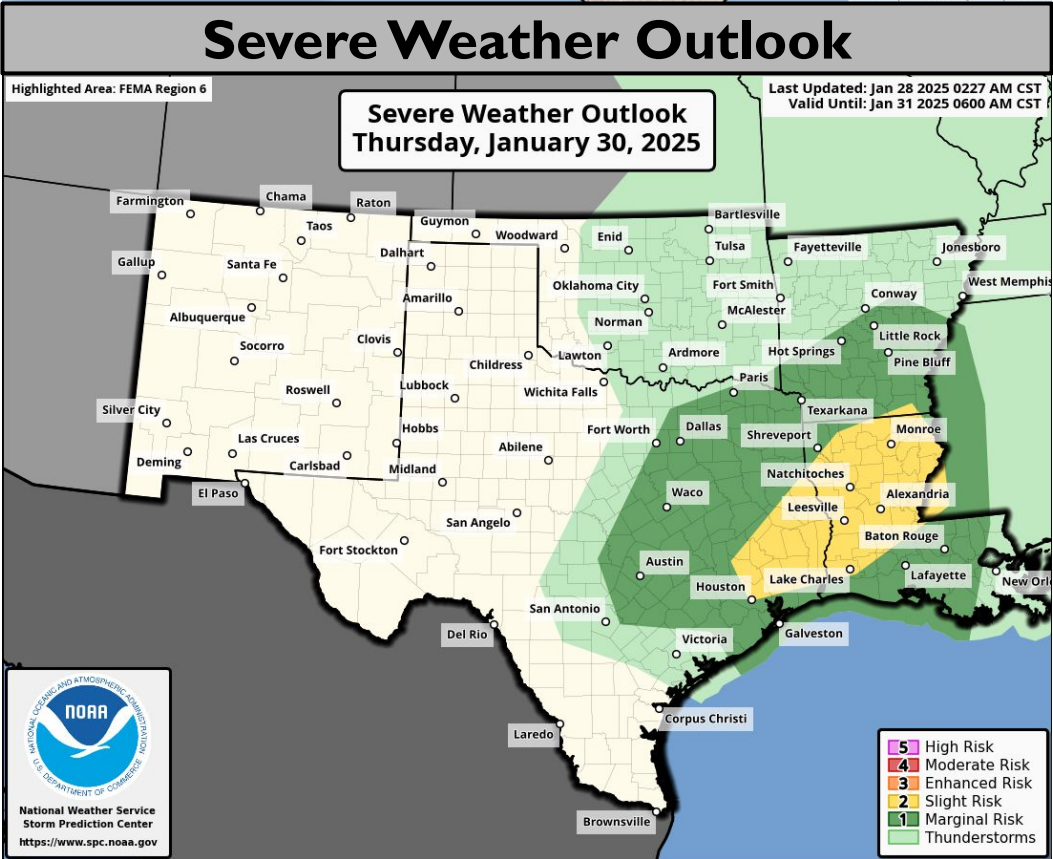 Severe Weather Outlook
Highlighted Area: FEMA Region 6
Last Updated: Jan 28 2025 0227 AM CST
Valid Until: Jan 31 2025 0600 AM CST
Severe Weather Outlook
Thursday, January 30, 2025
Farmington
Chama
Raton
Taos
Guymon
Woodward
Enid
Bartlesville
Tulsa
Fayetteville
Jonesboro
Gallup
Santa Fe
Dalhart
Oklahoma City
Fort Smith
Conway
West Memphis
Albuquerque
Amarillo
Norman
McAlester
Little Rock
Socorro
Clovis
Childress
Lawton
Ardmore
Hot Springs
Pine Bluff
Roswell
Lubbock
Wichita Falls
Paris
Texarkana
Silver City
Las Cruces
Hobbs
Abilene
Fort Worth
Dallas
Shreveport
Monroe
Deming
Carlsbad
Midland
Natchitoches
El Paso
Waco
Leesville
Alexandria
San Angelo
Fort Stockton
Baton Rouge
Austin
Houston
Lake Charles
Lafayette
New Orl
San Antonio
Del Rio
Victoria
Galveston
Laredo
Corpus Christi
Brownsville
NATIONAL OCEANIC AND ATMOSPHERIC ADMINISTRATION
NOAA
U.S. DEPARTMENT OF COMMERCE
National Weather Service
Storm Prediction Center
https://www.spc.noaa.gov
5 High Risk
4 Moderate Risk
3 Enhanced Risk
2 Slight Risk
1 Marginal Risk
Thunderstorms